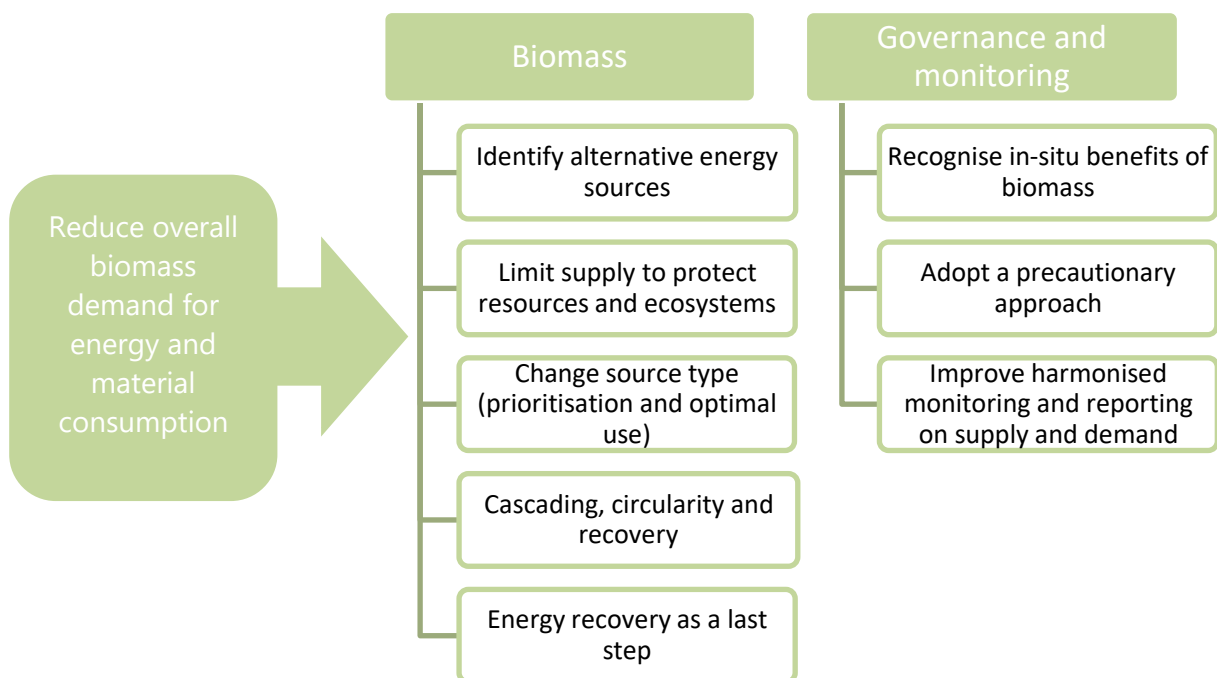 Reduce overall
biomass
demand for
energy and
material
consumption
Biomass
Identify alternative energy
sources
Limit supply to protect
resources and ecosystems
Change source type
(prioritisation and optimal
use)
Cascading, circularity and
recovery
Energy recovery as a last
step
Governance and
monitoring
Recognise in-situ benefits of
biomass
Adopt a precautionary
approach
Improve harmonised
monitoring and reporting
on supply and demand